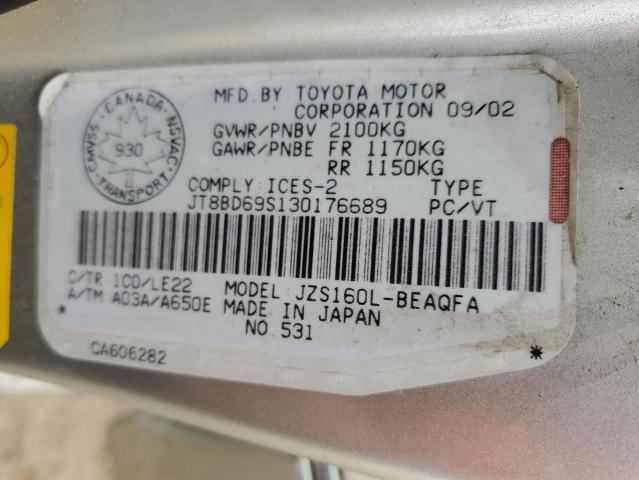 MFD.BY TOYOTA MOTOR
CORPORATION 09/02
GVWR/PNBV 2100KG
GAWR/PNBE FR 1170KG
RR 1150KG
CANADA
CMVSS
NSVAC
930
TRANSPORT
COMPLY:ICES-2 TYPE
JT8BD69S130176689 PC/VT
C/TR 1C0/LE22 MODEL:JZS160L-BEAQFA
A/TM A03A/A650E MADE IN JAPAN
NO.531
CA606282